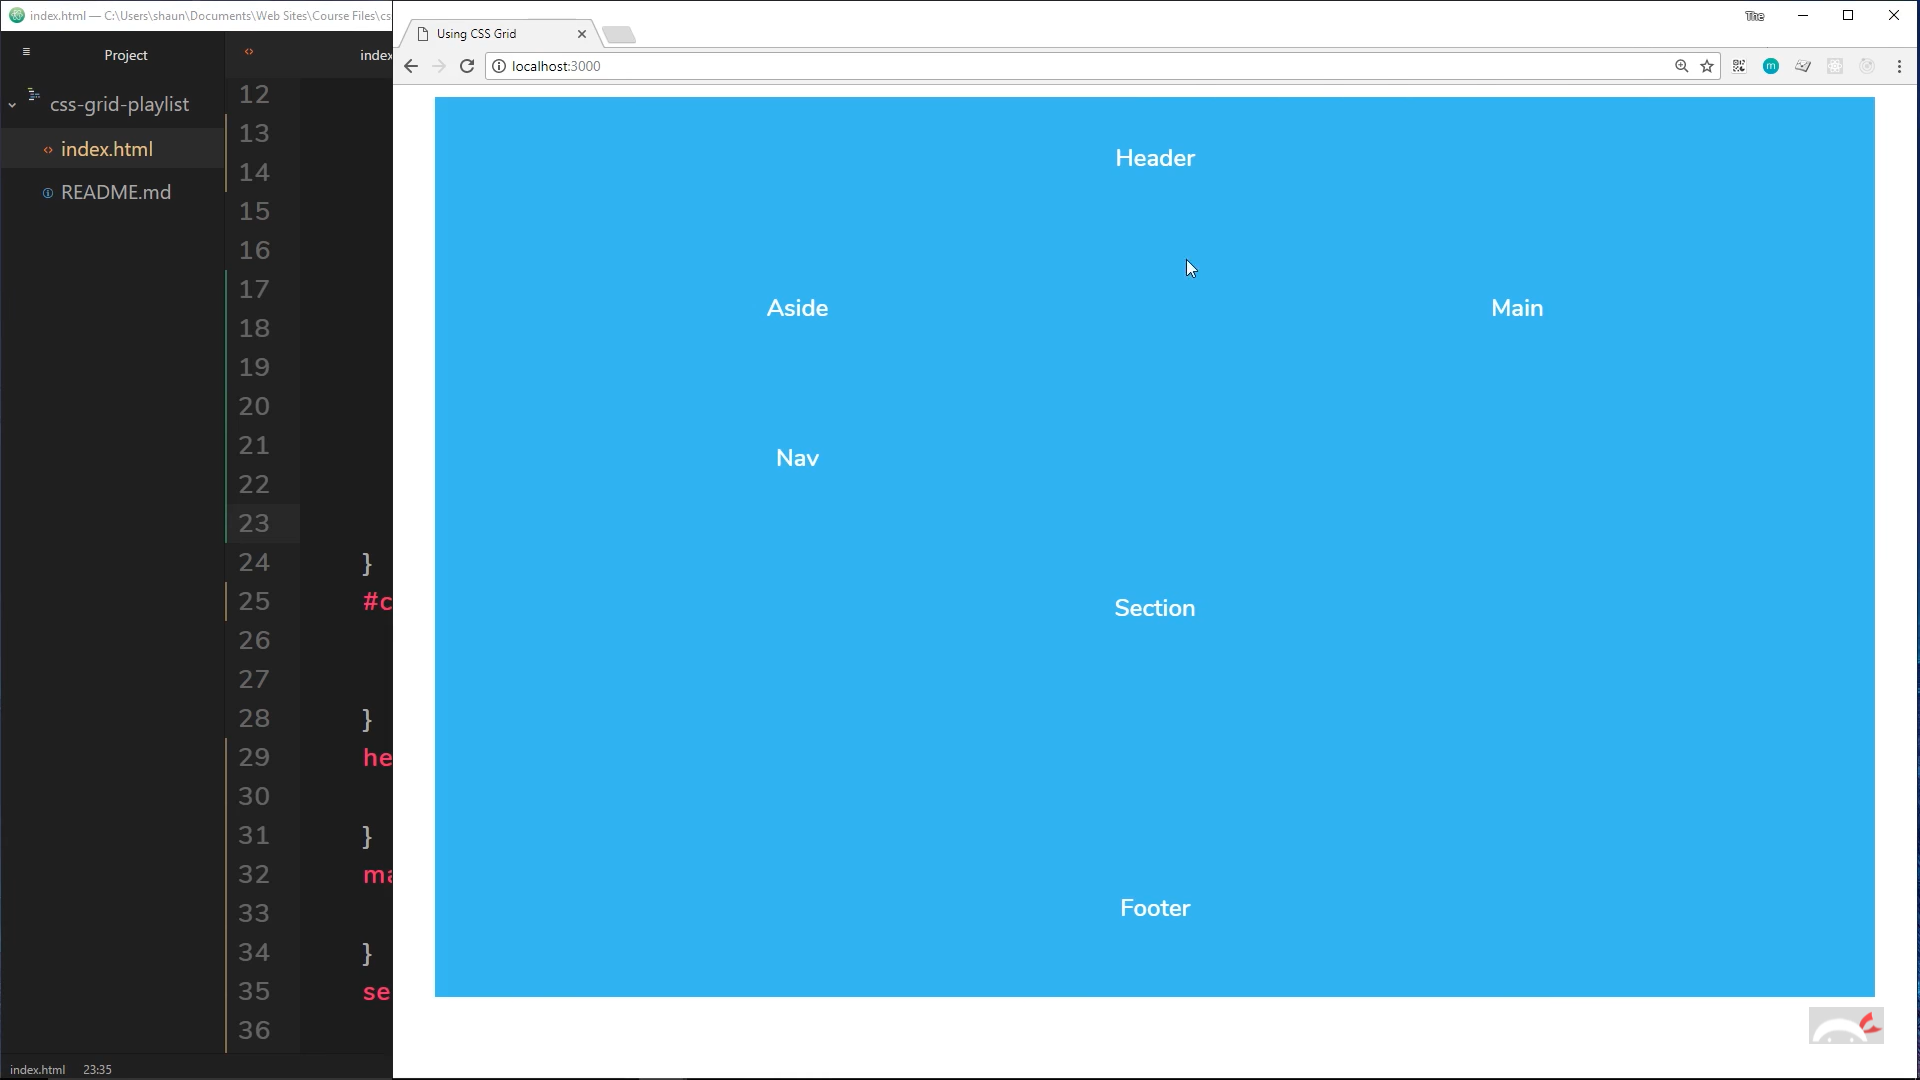 index.html — C:\Users\shaun\Documents\Web Sites\Course Files\cs
Project
index
css-grid-playlist
index.html
README.md
12
13
14
15
16
17
18
19
20
21
22
23
24 }
25 #c
26
27
28 }
29 he
30
31 }
32 ma
33
34 }
35 se
36
index.html 23:35
Using CSS Grid
The
localhost:3000
m
Header
Aside Main
Nav
Section
Footer